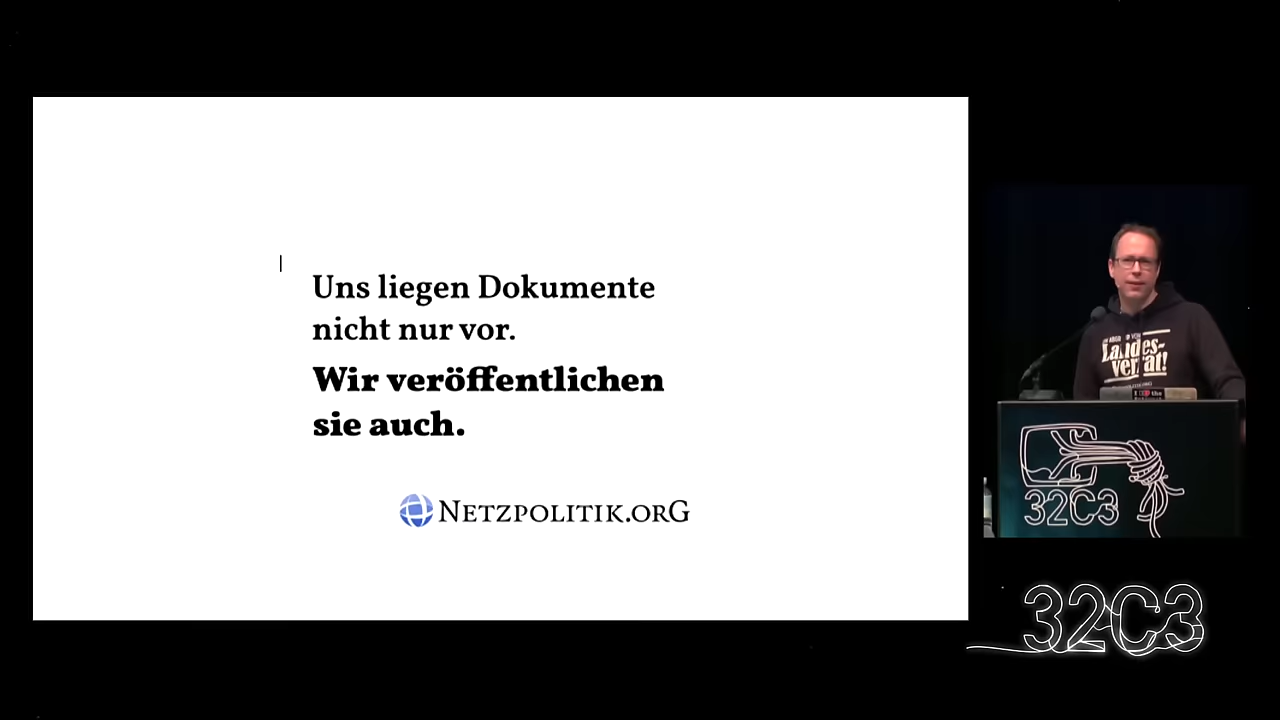 Uns liegen Dokumente
nicht nur vor.
Wir veröffentlichen
sie auch.
NETZPOLITIK.ORG
Landes-
verrat!
32C3
32C3